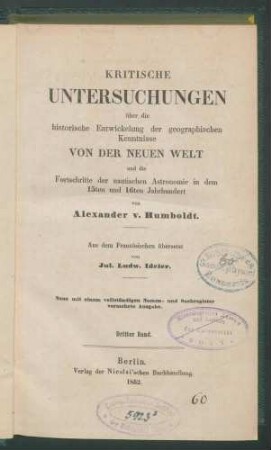 KRITISCHE
UNTERSUCHUNGEN
über die
historische Entwickelung der geographischen
Kenntnisse
VON DER NEUEN WELT
und die
Fortschritte der nautischen Astronomie in dem
15ten und 16ten Jahrhundert
von
Alexander v. Humboldt.
Aus dem Französischen übersetzt
von
Jul. Ludw. Ideler.
Neue mit einem vollständigen Namen- und Sachregister
vermehrte Ausgabe.
Dritter Band.
Berlin.
Verlag der Nicolai'schen Buchhandlung.
60
60